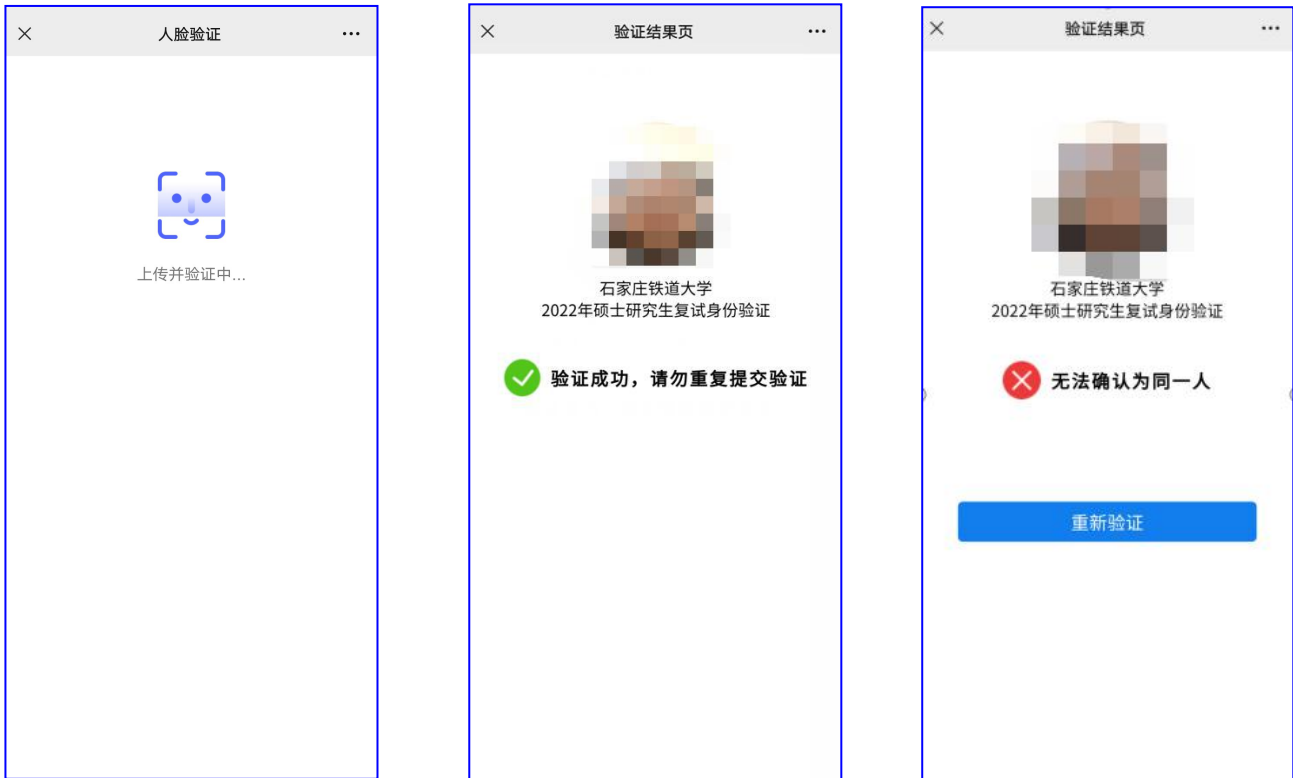 人脸验证
上传并验证中...
验证结果页
石家庄铁道大学
2022年硕士研究生复试身份验证
验证成功，请勿重复提交验证
验证结果页
石家庄铁道大学
2022年硕士研究生复试身份验证
无法确认为同一人
重新验证